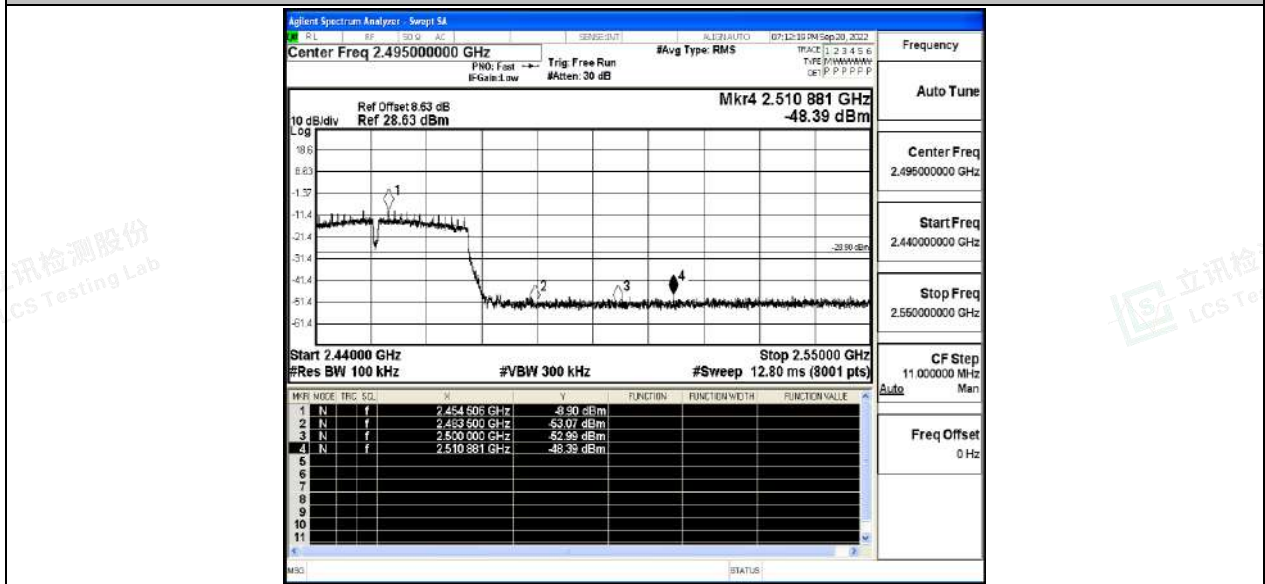 Agilent Spectrum Analyzer - Swept SA
RL RF 50 Ω AC SENSE:INT ALIGN AUTO 07:12:19 PM Sep 20, 2022
Center Freq 2.495000000 GHz
PNO: Fast
IFGain:Low
Trig: Free Run
#Atten: 30 dB
#Avg Type: RMS
TRACE 1 2 3 4 5 6
TYPE
DET P P P P P P
Mkr4 2.510 881 GHz
-48.39 dBm
Ref Offset 8.63 dB
10 dB/div Ref 28.63 dBm
Log
18.6
8.63
-1.37
-11.4
-21.4
-31.4
-41.4
-51.4
-61.4
1
2
3
4
-28.90 dBm
Start 2.44000 GHz Stop 2.55000 GHz
#Res BW 100 kHz #VBW 300 kHz #Sweep 12.80 ms (8001 pts)
MKR MODE TRC SCL X Y FUNCTION FUNCTION WIDTH FUNCTION VALUE
1 N f 2.454 506 GHz -8.90 dBm
2 N f 2.483 500 GHz -53.07 dBm
3 N f 2.500 000 GHz -52.99 dBm
4 N f 2.510 881 GHz -48.39 dBm
5
6
7
8
9
10
11
MSG STATUS
Frequency
Auto Tune
Center Freq
2.495000000 GHz
Start Freq
2.440000000 GHz
Stop Freq
2.550000000 GHz
CF Step
11.000000 MHz
Auto Man
Freq Offset
0 Hz
讯检测股份
LCS Testing Lab
立讯检
LCS Te